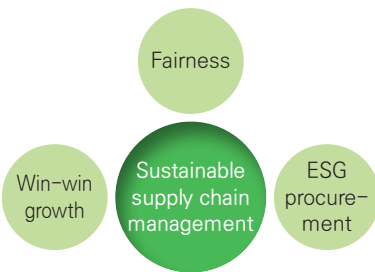 Fairness
Win-win
growth
Sustainable
supply chain
management
ESG
procure-
ment